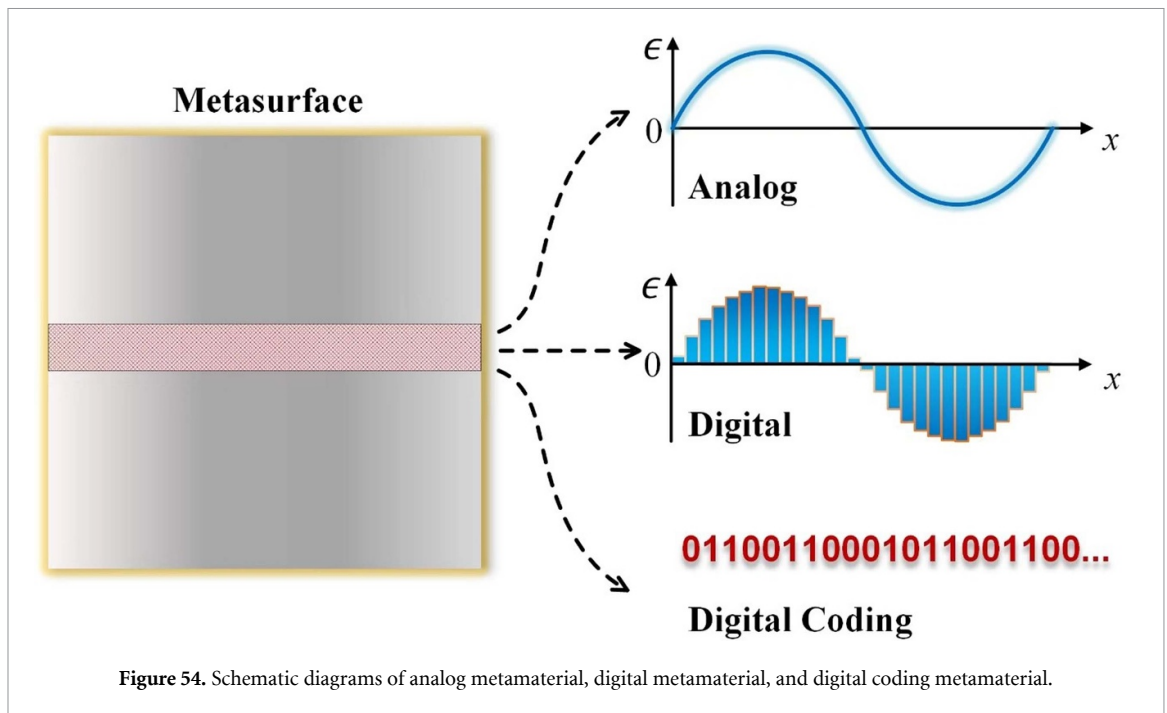 Metasurface
ϵ
0
x
Analog
ϵ
0
x
Digital
01100110001011001100...
Digital Coding
Figure 54. Schematic diagrams of analog metamaterial, digital metamaterial, and digital coding metamaterial.